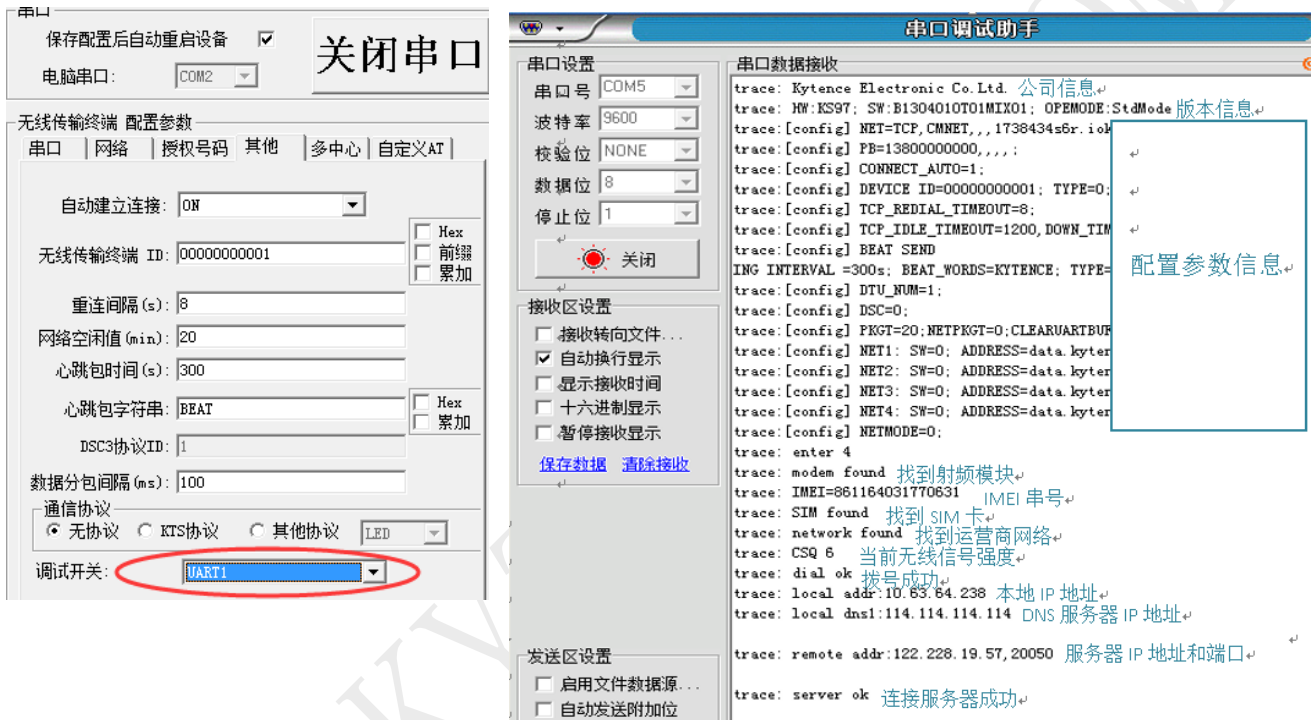 串口
保存配置后自动重启设备
电脑串口: COM2
关闭串口
无线传输终端 配置参数
串口 网络 授权号码 其他 多中心 自定义AT
自动建立连接: ON
无线传输终端 ID: 00000000001
Hex
前缀
累加
重连间隔(s): 8
网络空闲值(min): 20
心跳包时间(s): 300
心跳包字符串: BEAT
Hex
累加
DSC3协议ID: 1
数据分包间隔(ms): 100
通信协议
无协议 KTS协议 其他协议 LED
调试开关: UART1
串口调试助手
串口设置
串口号 COM5
波特率 9600
校验位 NONE
数据位 8
停止位 1
关闭
接收区设置
接收转向文件...
自动换行显示
显示接收时间
十六进制显示
暂停接收显示
保存数据 清除接收
发送区设置
启用文件数据源...
自动发送附加位
串口数据接收
trace: Kytence Electronic Co.Ltd. 公司信息
trace: HW:KS97; SW:B1304010T01MIX01; OPEMODE:StdMode 版本信息
trace:[config] NET=TCP,CMNET,,,1738434s6r.iok
trace:[config] PB=13800000000,,,,;
trace:[config] CONNECT_AUTO=1;
trace:[config] DEVICE ID=00000000001; TYPE=0;
trace:[config] TCP_REDIAL_TIMEOUT=8;
trace:[config] TCP_IDLE_TIMEOUT=1200,DOWN_TIM
trace:[config] BEAT SEND
ING INTERVAL =300s; BEAT_WORDS=KYTENCE; TYPE=
trace:[config] DTU_NUM=1;
trace:[config] DSC=0;
trace:[config] PKGT=20;NETPKGT=0;CLEARUARTBUF
trace:[config] NET1: SW=0; ADDRESS=data.kyter
trace:[config] NET2: SW=0; ADDRESS=data.kyter
trace:[config] NET3: SW=0; ADDRESS=data.kyter
trace:[config] NET4: SW=0; ADDRESS=data.kyter
trace:[config] NETMODE=0;
配置参数信息
trace: enter 4
trace: modem found 找到射频模块
trace: IMEI=861164031770631 IMEI 串号
trace: SIM found 找到 SIM 卡
trace: network found 找到运营商网络
trace: CSQ 6 当前无线信号强度
trace: dial ok 拨号成功
trace: local addr:10.63.64.238 本地 IP 地址
trace: local dns1:114.114.114.114 DNS 服务器 IP 地址
trace: remote addr:122.228.19.57,20050 服务器 IP 地址和端口
trace: server ok 连接服务器成功